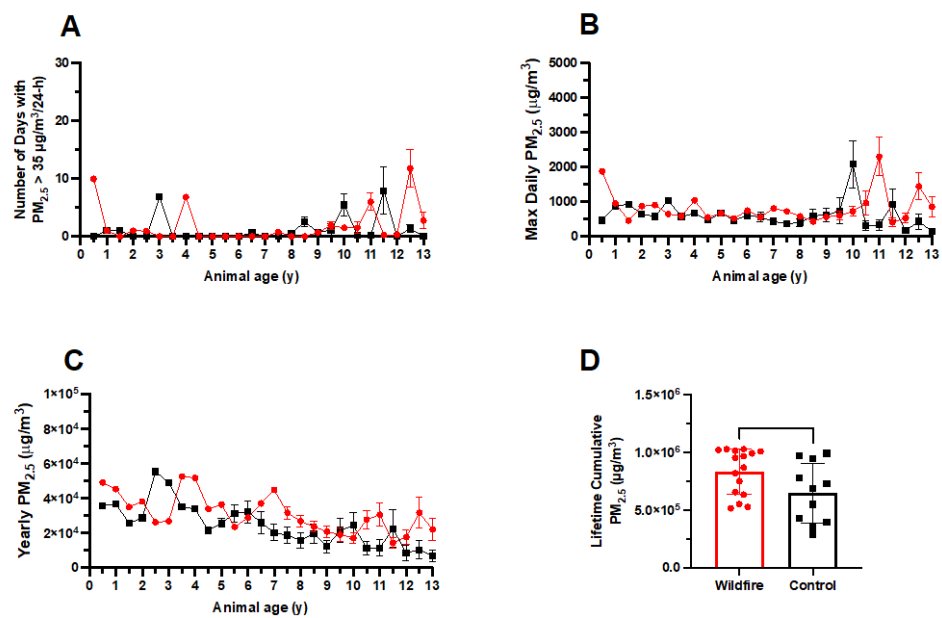 A
Number of Days with
PM2.5 > 35 µg/m3/24-h)
30
20
10
0
0 1 2 3 4 5 6 7 8 9 10 11 12 13
Animal age (y)
B
Max Daily PM2.5 (µg/m3)
5000
4000
3000
2000
1000
0
0 1 2 3 4 5 6 7 8 9 10 11 12 13
Animal age (y)
C
Yearly PM2.5 (µg/m3)
1×10^5
8×10^4
6×10^4
4×10^4
2×10^4
0
0 1 2 3 4 5 6 7 8 9 10 11 12 13
Animal age (y)
D
Lifetime Cumulative
PM2.5 (µg/m3)
1.5×10^6
1.0×10^6
5.0×10^5
0.0
Wildfire Control